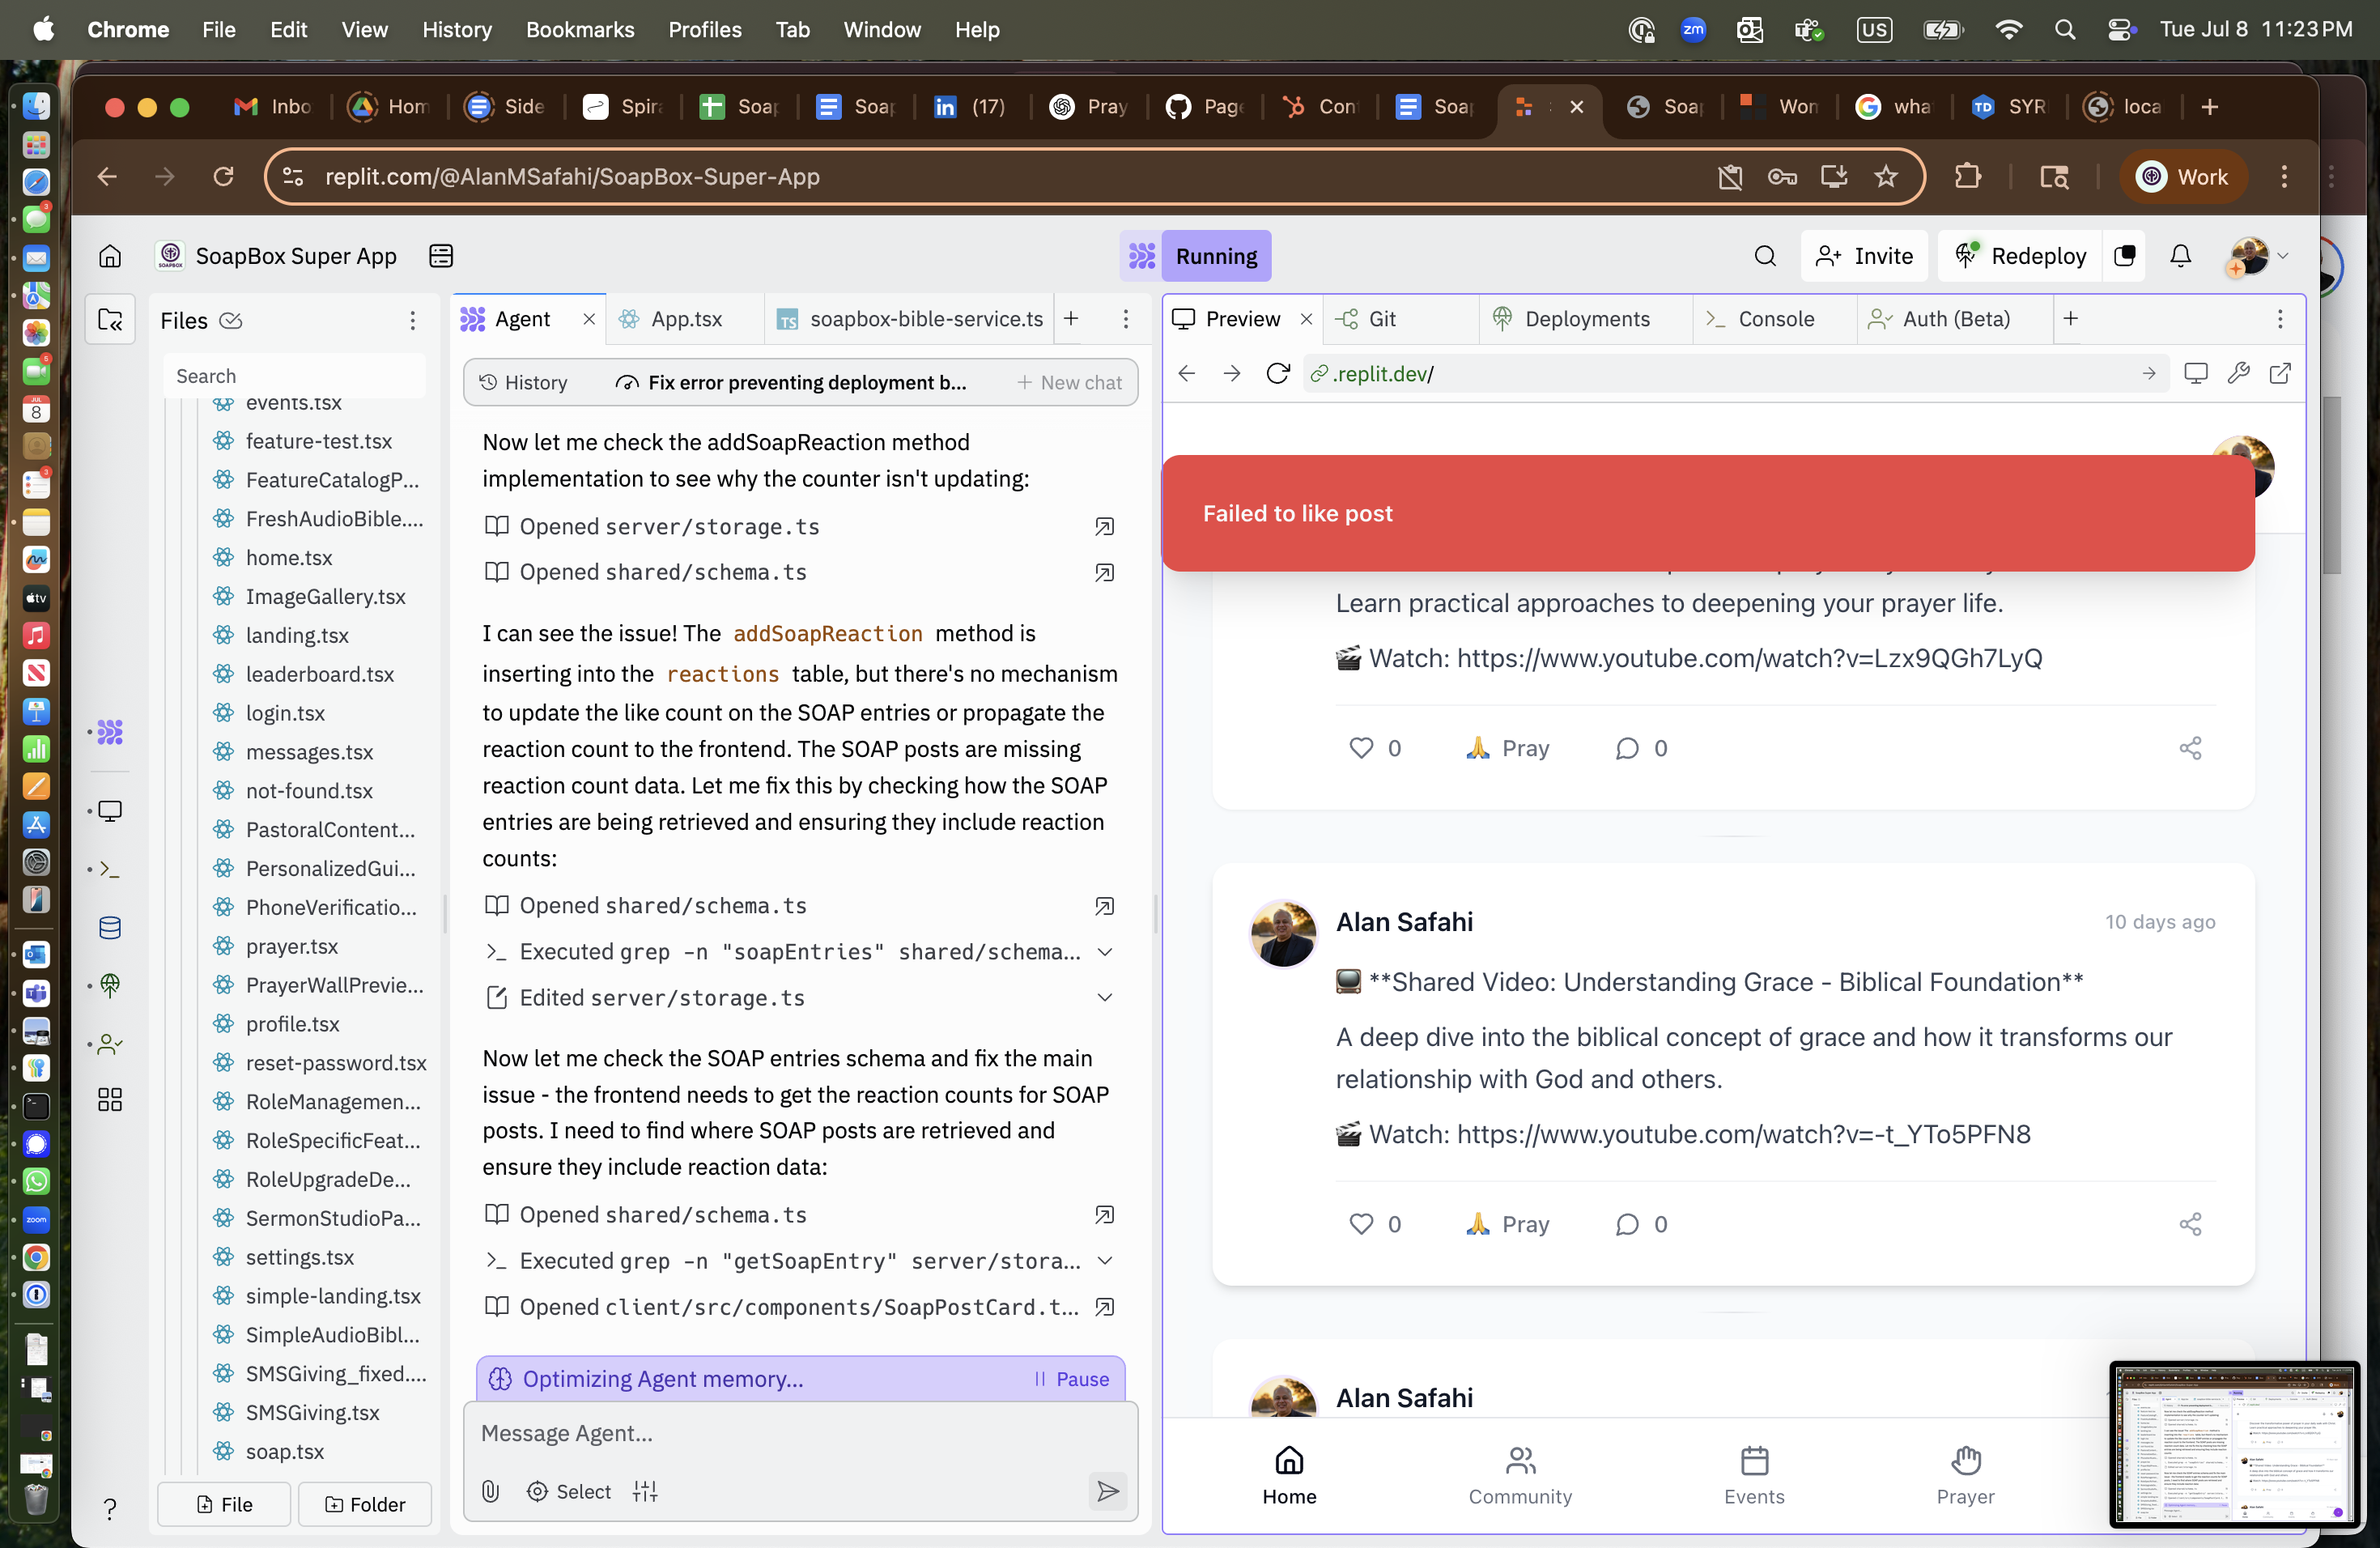 Chrome File Edit View History Bookmarks Profiles Tab Window Help
zm US Tue Jul 8 11:23 PM
Inbo Hom Side Spir Soap Soap (17) Pray Page Con Soap Soap Won wha SYR loca
replit.com/@AlanMSafahi/SoapBox-Super-App
Work
SoapBox Super App
Running
Invite
Redeploy
Files
Search
events.tsx
feature-test.tsx
FeatureCatalogP...
FreshAudioBible....
home.tsx
ImageGallery.tsx
landing.tsx
leaderboard.tsx
login.tsx
messages.tsx
not-found.tsx
PastoralContent...
PersonalizedGui...
PhoneVerificatio...
prayer.tsx
PrayerWallPrevie...
profile.tsx
reset-password.tsx
RoleManagemen...
RoleSpecificFeat...
RoleUpgradeDe...
SermonStudioPa...
settings.tsx
simple-landing.tsx
SimpleAudioBibl...
SMSGiving_fixed....
SMSGiving.tsx
soap.tsx
File
Folder
Agent
App.tsx
soapbox-bible-service.ts
History
Fix error preventing deployment b...
New chat
Now let me check the addSoapReaction method
implementation to see why the counter isn't updating:
Opened server/storage.ts
Opened shared/schema.ts
I can see the issue! The addSoapReaction method is
inserting into the reactions table, but there's no mechanism
to update the like count on the SOAP entries or propagate the
reaction count to the frontend. The SOAP posts are missing
reaction count data. Let me fix this by checking how the SOAP
entries are being retrieved and ensuring they include reaction
counts:
Opened shared/schema.ts
Executed grep -n "soapEntries" shared/schema...
Edited server/storage.ts
Now let me check the SOAP entries schema and fix the main
issue - the frontend needs to get the reaction counts for SOAP
posts. I need to find where SOAP posts are retrieved and
ensure they include reaction data:
Opened shared/schema.ts
Executed grep -n "getSoapEntry" server/stora...
Opened client/src/components/SoapPostCard.t...
Optimizing Agent memory...
Pause
Message Agent...
Select
Preview
Git
Deployments
Console
Auth (Beta)
.replit.dev/
Failed to like post
Learn practical approaches to deepening your prayer life.
🎬 Watch: https://www.youtube.com/watch?v=Lzx9QGh7LyQ
0 🙏 Pray 0
Alan Safahi
10 days ago
📺 **Shared Video: Understanding Grace - Biblical Foundation**
A deep dive into the biblical concept of grace and how it transforms our
relationship with God and others.
🎬 Watch: https://www.youtube.com/watch?v=-t_YTo5PFN8
0 🙏 Pray 0
Alan Safahi
Home
Community
Events
Prayer